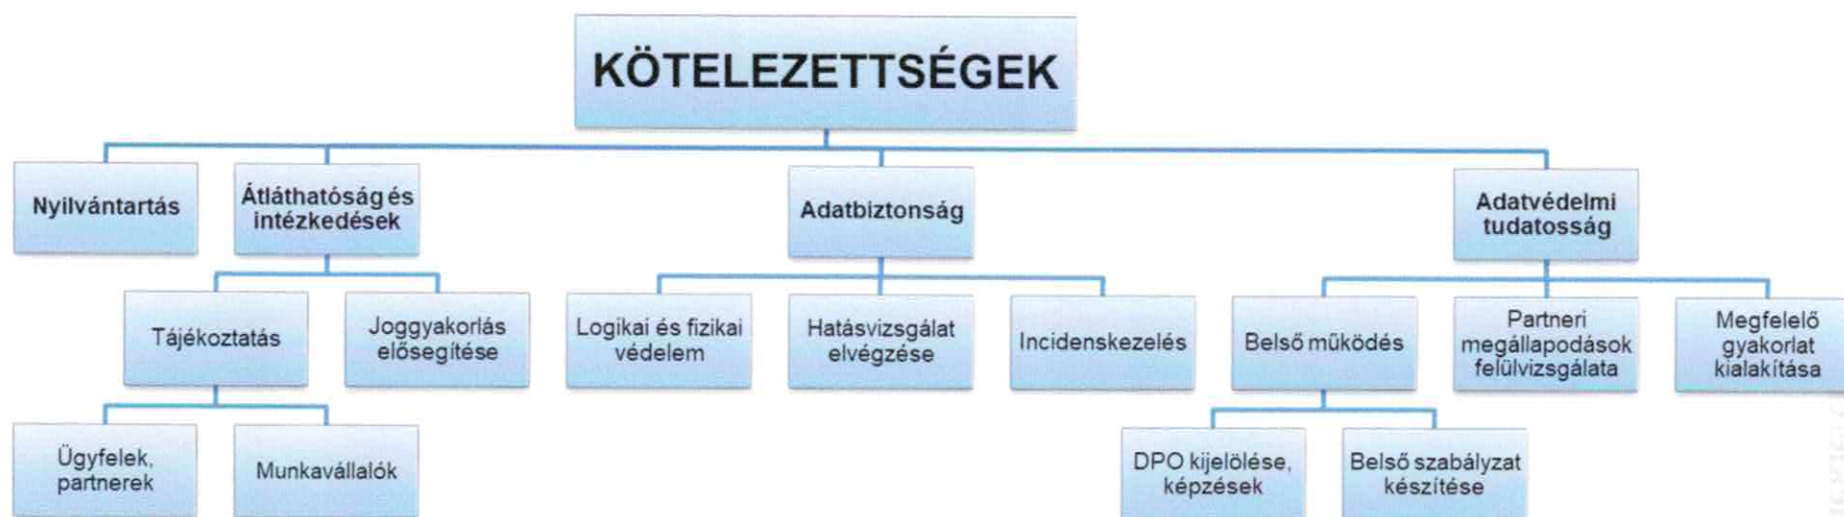 KÖTELEZETTSÉGEK
Nyilvántartás
Átláthatóság és
intézkedések
Adatbiztonság
Adatvédelmi
tudatosság
Tájékoztatás
Joggyakorlás
elősegítése
Logikai és fizikai
védelem
Hatásvizsgálat
elvégzése
Incidenskezelés
Belső működés
Partneri
megállapodások
felülvizsgálata
Megfelelő
gyakorlat
kialakítása
Ügyfelek,
partnerek
Munkavállalók
DPO kijelölése,
képzések
Belső szabályzat
készítése